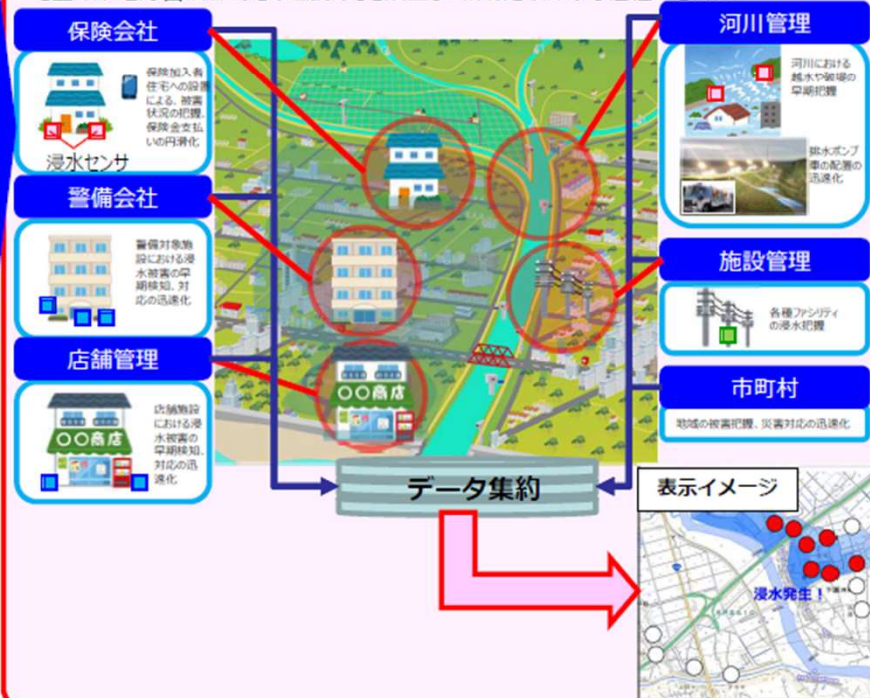 保険会社
保険加入者
住宅への設置
による、被害
状況の把握、
保険金支払
いの円滑化
浸水センサ
警備会社
警備対象施
設における浸
水被害の早
期検知、対
応の迅速化
店舗管理
〇〇商店
店舗施設
における浸
水被害の
早期検知、
対応の迅
速化
〇〇商店
河川管理
河川における
越水や破堤の
早期把握
排水ポンプ
車の配置の
迅速化
施設管理
各種ファシリティ
の浸水把握
市町村
地域の被害把握、災害対応の迅速化
データ集約
表示イメージ
浸水発生!